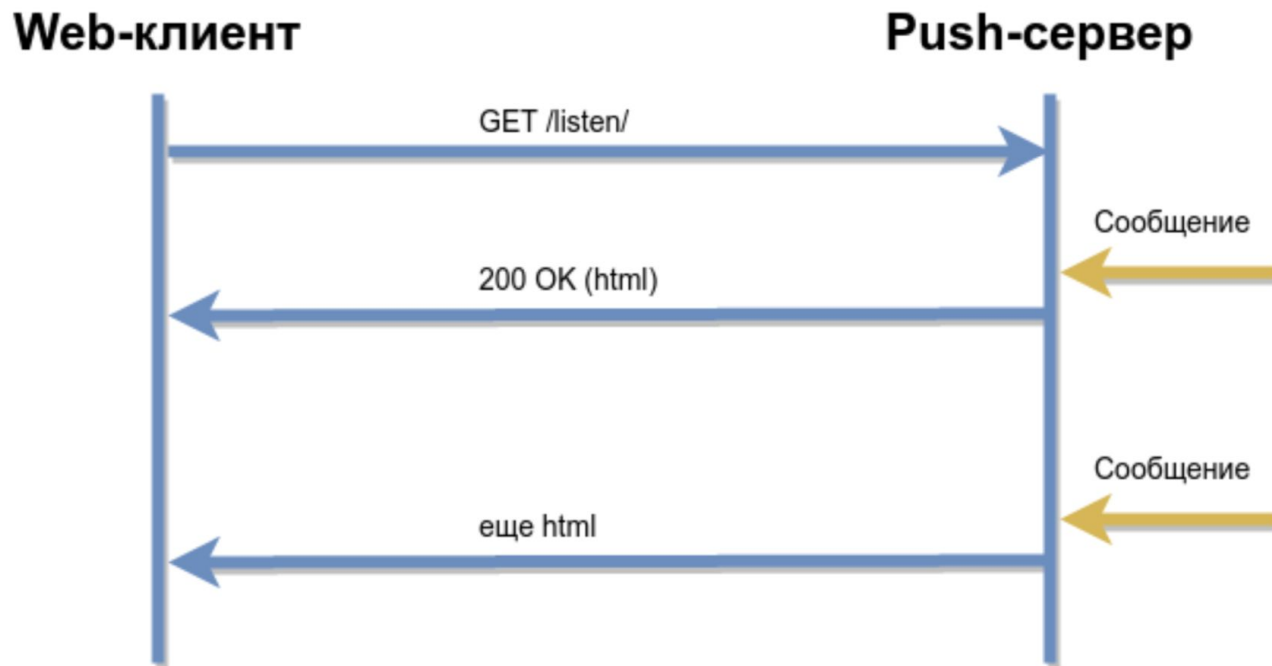 Web-клиент
Push-сервер
GET /listen/
Сообщение
200 OK (html)
Сообщение
еще html